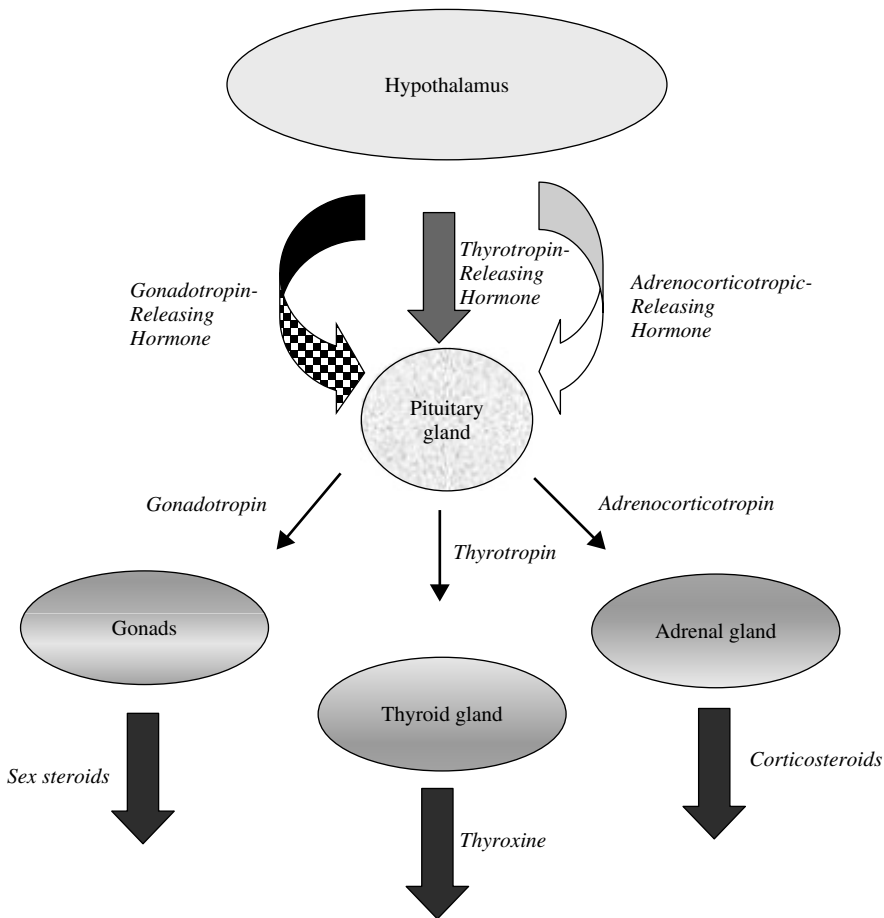 Hypothalamus
Gonadotropin-
Releasing
Hormone
Thyrotropin-
Releasing
Hormone
Adrenocorticotropic-
Releasing
Hormone
Pituitary
gland
Gonadotropin
Thyrotropin
Adrenocorticotropin
Gonads
Thyroid gland
Adrenal gland
Sex steroids
Thyroxine
Corticosteroids